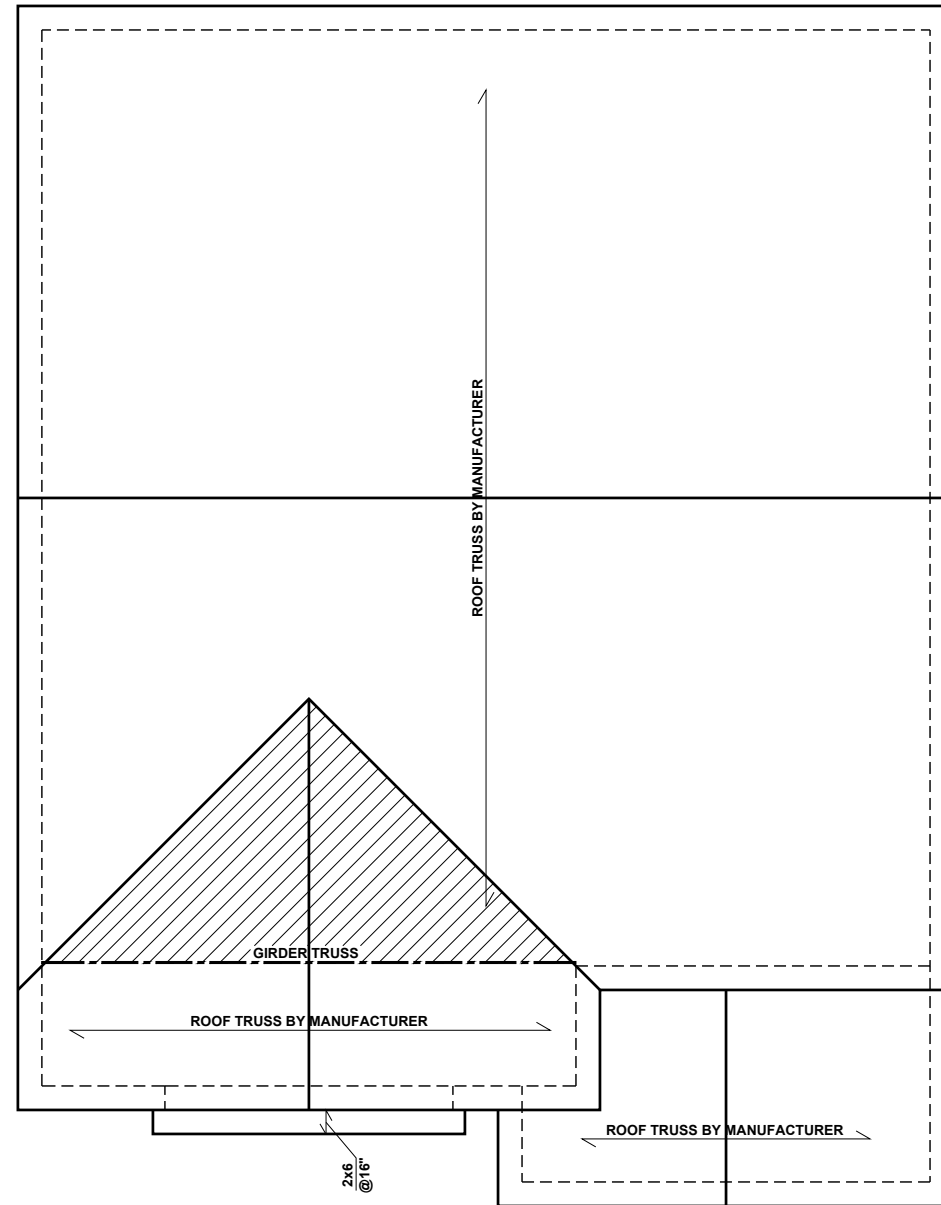 ROOF TRUSS BY MANUFACTURER
GIRDER TRUSS
ROOF TRUSS BY MANUFACTURER
ROOF TRUSS BY MANUFACTURER
2x6
@16"